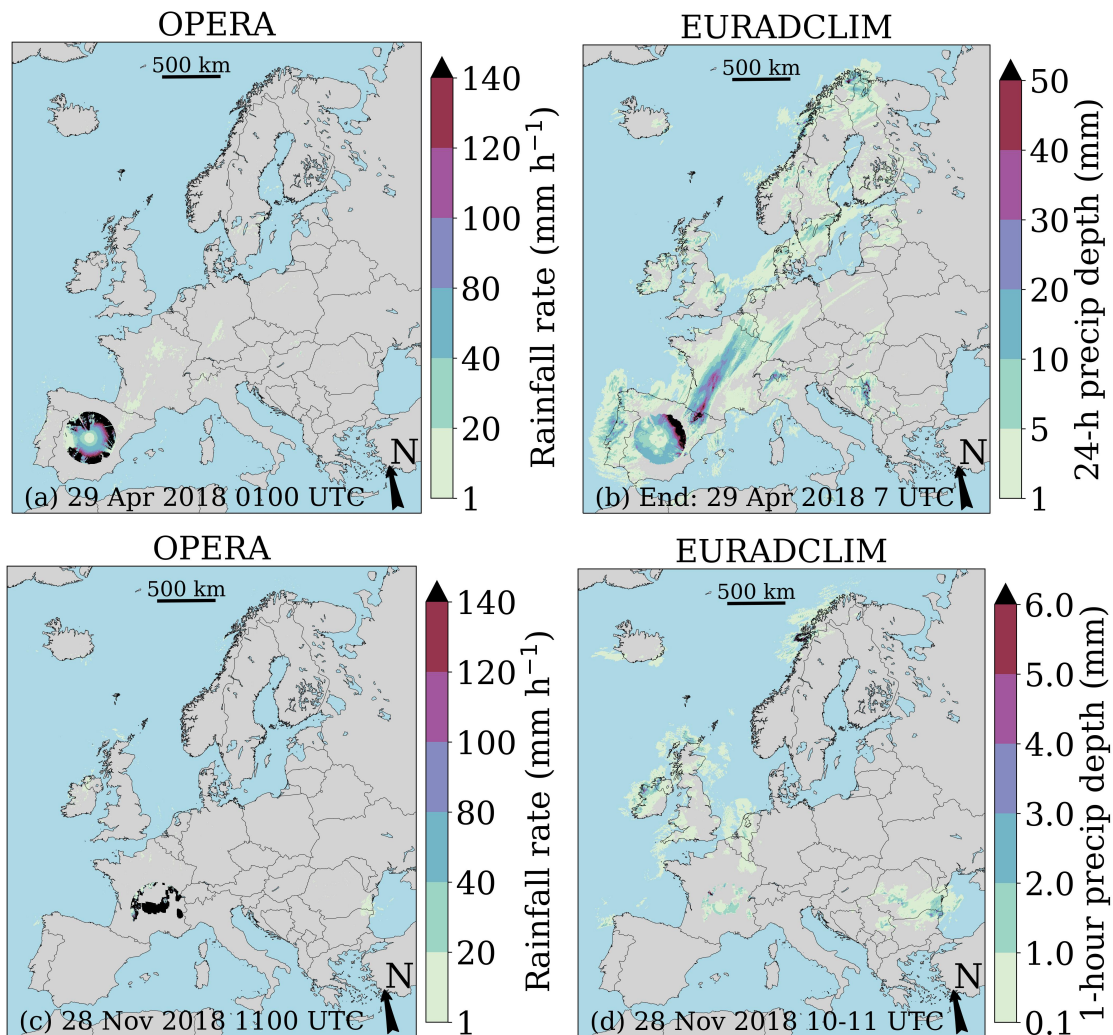 OPERA
500 km
N
(a) 29 Apr 2018 0100 UTC
140
120
100
80
40
20
1
Rainfall rate (mm h⁻¹)
EURADCLIM
500 km
N
(b) End: 29 Apr 2018 7 UTC
50
40
30
20
10
5
1
24-h precip depth (mm)
OPERA
500 km
N
(c) 28 Nov 2018 1100 UTC
140
120
100
80
40
20
1
Rainfall rate (mm h⁻¹)
EURADCLIM
500 km
N
(d) 28 Nov 2018 10-11 UTC
6.0
5.0
4.0
3.0
2.0
1.0
0.1
1-hour precip depth (mm)